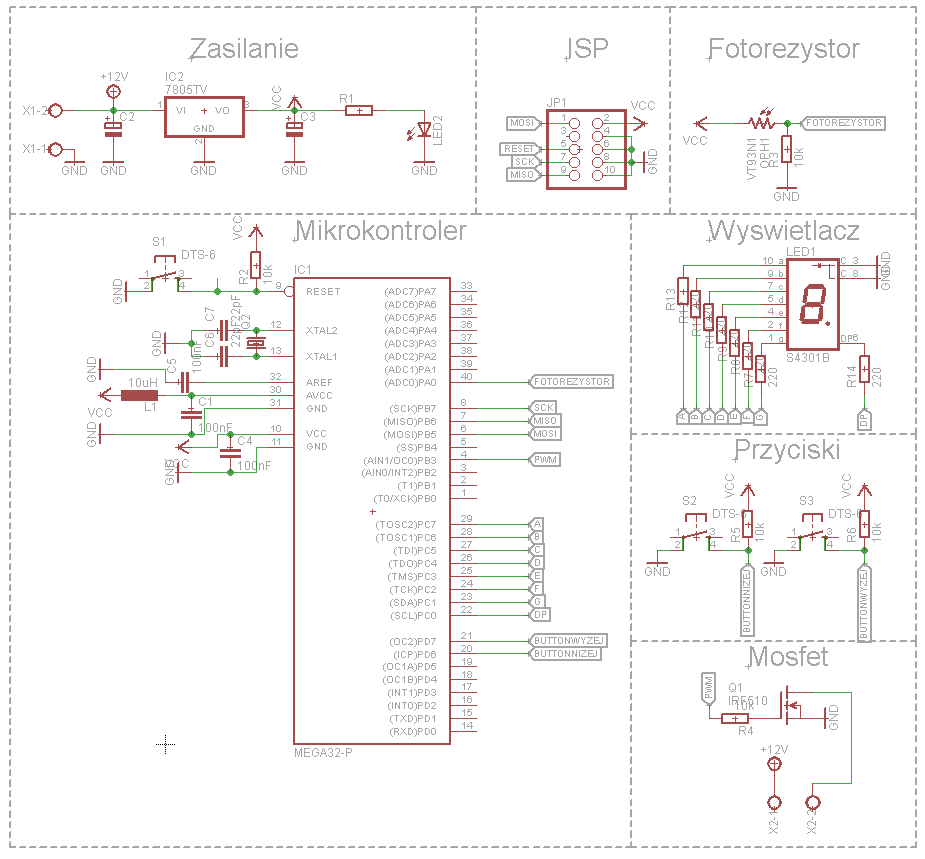 Zasilanie
+12V
IC2
7805TV
X1-2
1
VI
VO
3
GND
2
C2
VCC
C3
R1
LED2
X1-1
GND
GND
GND
GND
GND
ISP
JP1
VCC
MOSI
1
2
3
4
RESET
5
6
SCK
7
8
GND
MISO
9
10
Fotorezystor
VCC
VT93N1
OPH1
R3
10k
FOTOREZYSTOR
GND
Mikrokontroler
S1
DTS-6
1
3
2
4
GND
VCC
R2
10k
IC1
9
RESET
C7
22pF
C6
22pF
Q2
GND
12
XTAL2
13
XTAL1
C5
100nF
GND
32
AREF
30
AVCC
31
GND
10uH
L1
VCC
C1
100nF
GND
10
VCC
11
GND
C4
100nF
GND
(ADC7)PA7
33
(ADC6)PA6
34
(ADC5)PA5
35
(ADC4)PA4
36
(ADC3)PA3
37
(ADC2)PA2
38
(ADC1)PA1
39
(ADC0)PA0
40
FOTOREZYSTOR
(SCK)PB7
8
SCK
(MISO)PB6
7
MISO
(MOSI)PB5
6
MOSI
(SS)PB4
5
(AIN1/OC0)PB3
4
PWM
(AIN0/INT2)PB2
3
(T1)PB1
2
(T0/XCK)PB0
1
(TOSC2)PC7
29
A
(TOSC1)PC6
28
B
(TDI)PC5
27
C
(TDO)PC4
26
D
(TMS)PC3
25
E
(TCK)PC2
24
F
(SDA)PC1
23
G
(SCL)PC0
22
DP
(OC2)PD7
21
BUTTONWYZEJ
(ICP)PD6
20
BUTTONNIZEJ
(OC1A)PD5
19
(OC1B)PD4
18
(INT1)PD3
17
(INT0)PD2
16
(TXD)PD1
15
(RXD)PD0
14
MEGA32-P
Wyswietlacz
LED1
10 a
9 b
7 c
5 d
4 e
2 f
1 g
C 3
C 8
GND
DP6
S4301B
R13
220
R14
220
A
B
C
D
E
F
G
DP
Przyciski
VCC
S2
DTS-6
1
3
2
4
R5
10k
GND
BUTTONNIZEJ
VCC
S3
DTS-6
1
3
2
4
R6
10k
GND
BUTTONWYZEJ
Mosfet
PWM
Q1
IRF510
10k
R4
GND
+12V
X2-1
X2-2